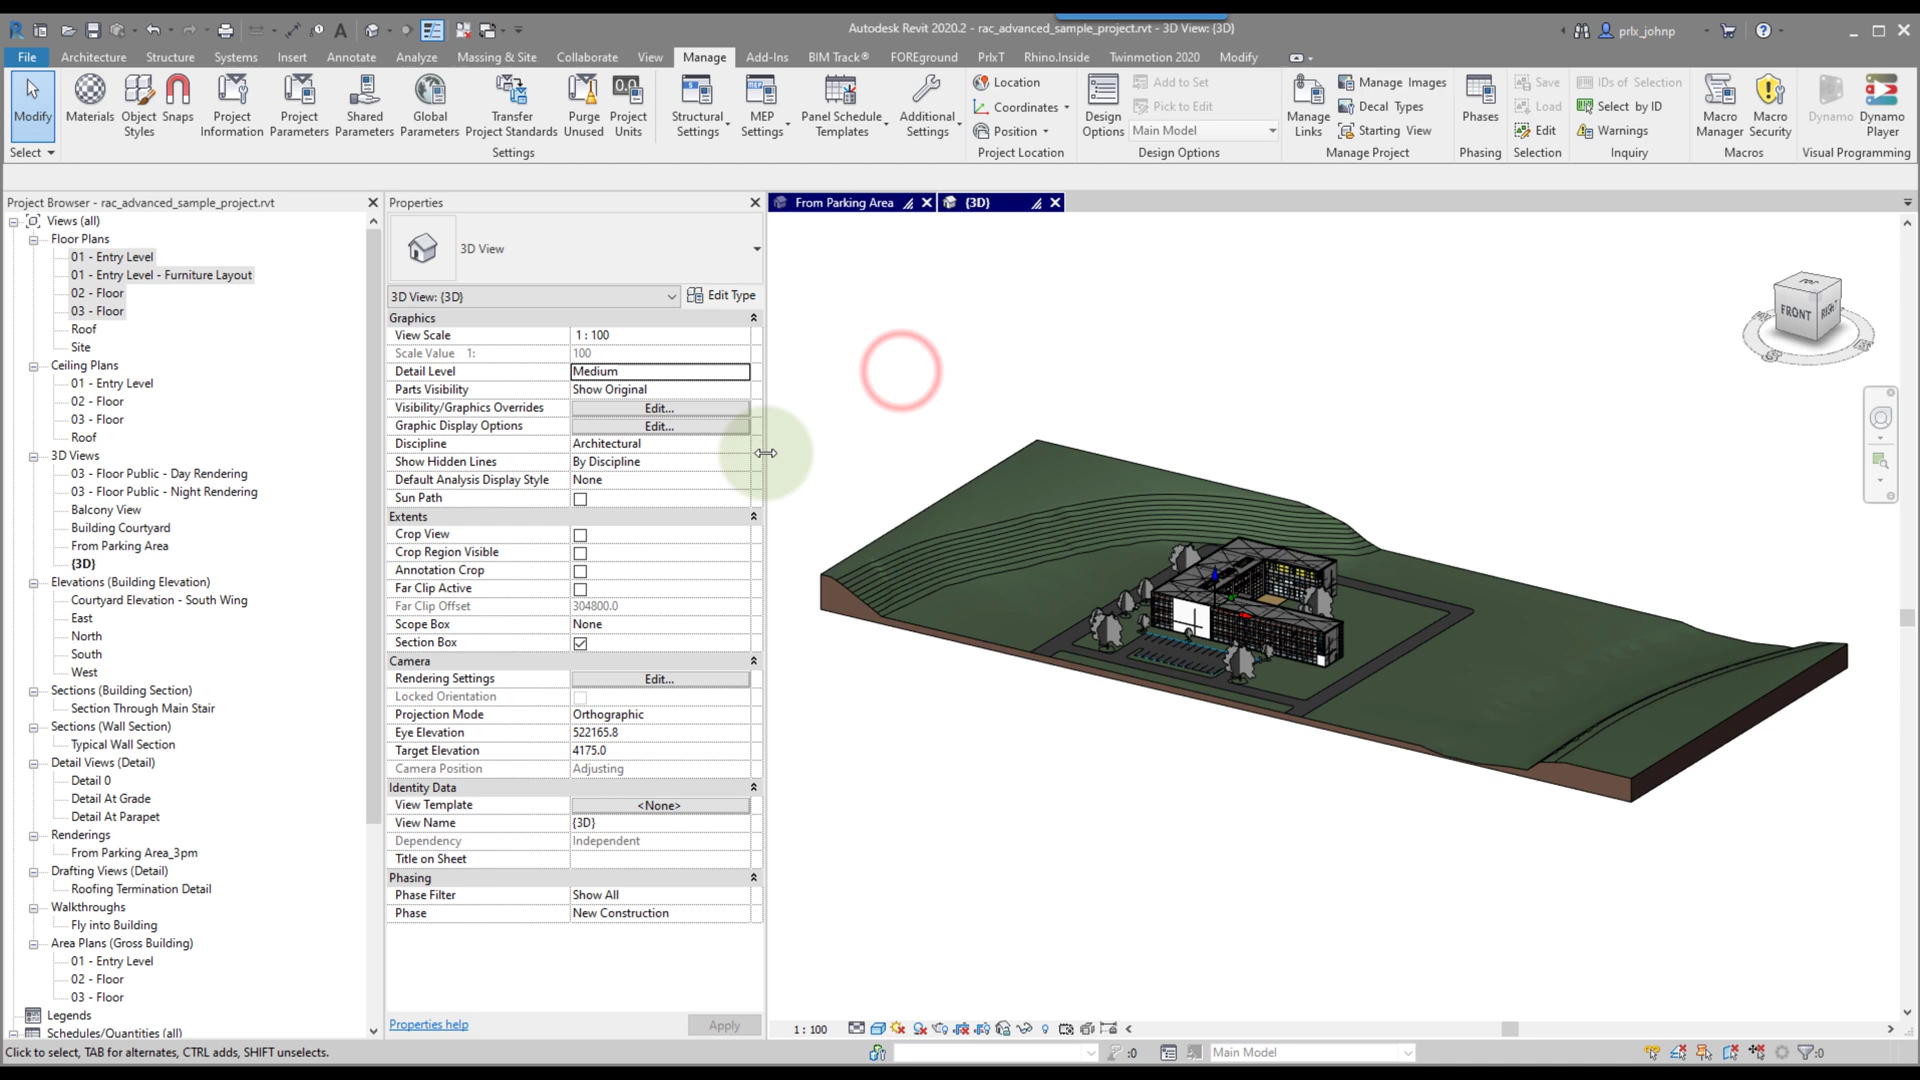 Autodesk Revit 2020.2 - rac_advanced_sample_project.rvt - 3D View: {3D}
prlx_johnp
File Architecture Structure Systems Insert Annotate Analyze Massing & Site Collaborate View Manage Add-Ins BIM Track® FOREground PrlxT Rhino.Inside Twinmotion 2020 Modify
Modify
Materials
Object Styles
Snaps
Project Information
Project Parameters
Shared Parameters
Global Parameters
Transfer Project Standards
Purge Unused
Project Units
Structural Settings
MEP Settings
Panel Schedule Templates
Additional Settings
Location
Coordinates
Position
Design Options
Add to Set
Pick to Edit
Main Model
Manage Links
Manage Images
Decal Types
Starting View
Phases
Save
Load
Edit
IDs of Selection
Select by ID
Warnings
Macro Manager
Macro Security
Dynamo
Dynamo Player
Select
Settings
Project Location
Design Options
Manage Project
Phasing
Selection
Inquiry
Macros
Visual Programming
Project Browser - rac_advanced_sample_project.rvt
Views (all)
Floor Plans
01 - Entry Level
01 - Entry Level - Furniture Layout
02 - Floor
03 - Floor
Roof
Site
Ceiling Plans
01 - Entry Level
02 - Floor
03 - Floor
Roof
3D Views
03 - Floor Public - Day Rendering
03 - Floor Public - Night Rendering
Balcony View
Building Courtyard
From Parking Area
{3D}
Elevations (Building Elevation)
Courtyard Elevation - South Wing
East
North
South
West
Sections (Building Section)
Section Through Main Stair
Sections (Wall Section)
Typical Wall Section
Detail Views (Detail)
Detail 0
Detail At Grade
Detail At Parapet
Renderings
From Parking Area_3pm
Drafting Views (Detail)
Roofing Termination Detail
Walkthroughs
Fly into Building
Area Plans (Gross Building)
01 - Entry Level
02 - Floor
03 - Floor
Legends
Schedules/Quantities (all)
Properties
3D View
3D View: {3D} Edit Type
Graphics
View Scale 1 : 100
Scale Value 1: 100
Detail Level Medium
Parts Visibility Show Original
Visibility/Graphics Overrides Edit...
Graphic Display Options Edit...
Discipline Architectural
Show Hidden Lines By Discipline
Default Analysis Display Style None
Sun Path
Extents
Crop View
Crop Region Visible
Annotation Crop
Far Clip Active
Far Clip Offset 304800.0
Scope Box None
Section Box
Camera
Rendering Settings Edit...
Locked Orientation
Projection Mode Orthographic
Eye Elevation 522165.8
Target Elevation 4175.0
Camera Position Adjusting
Identity Data
View Template <None>
View Name {3D}
Dependency Independent
Title on Sheet
Phasing
Phase Filter Show All
Phase New Construction
Properties help Apply
From Parking Area {3D}
FRONT
1 : 100
Click to select, TAB for alternates, CTRL adds, SHIFT unselects.
:0
Main Model
:0